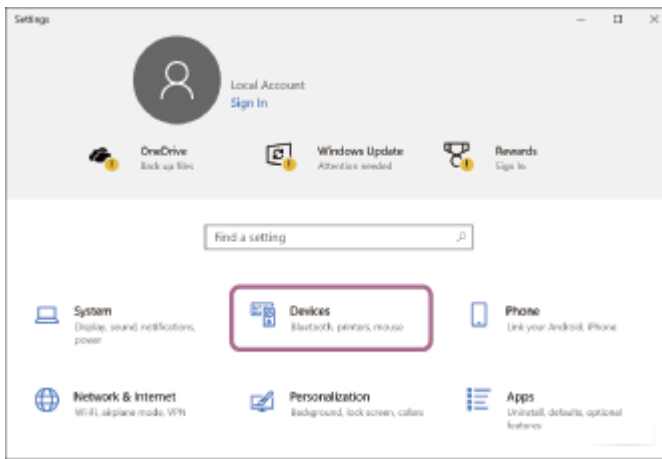 Settings
Local Account
Sign In
OneDrive
Back up files
Windows Update
Attention needed
Rewards
Sign In
Find a setting
System
Display, sound, notifications,
power
Devices
Bluetooth, printers, mouse
Phone
Link your Android, iPhone
Network & Internet
Wi-Fi, airplane mode, VPN
Personalization
Background, lock screen, colors
Apps
Uninstall, defaults, optional
features